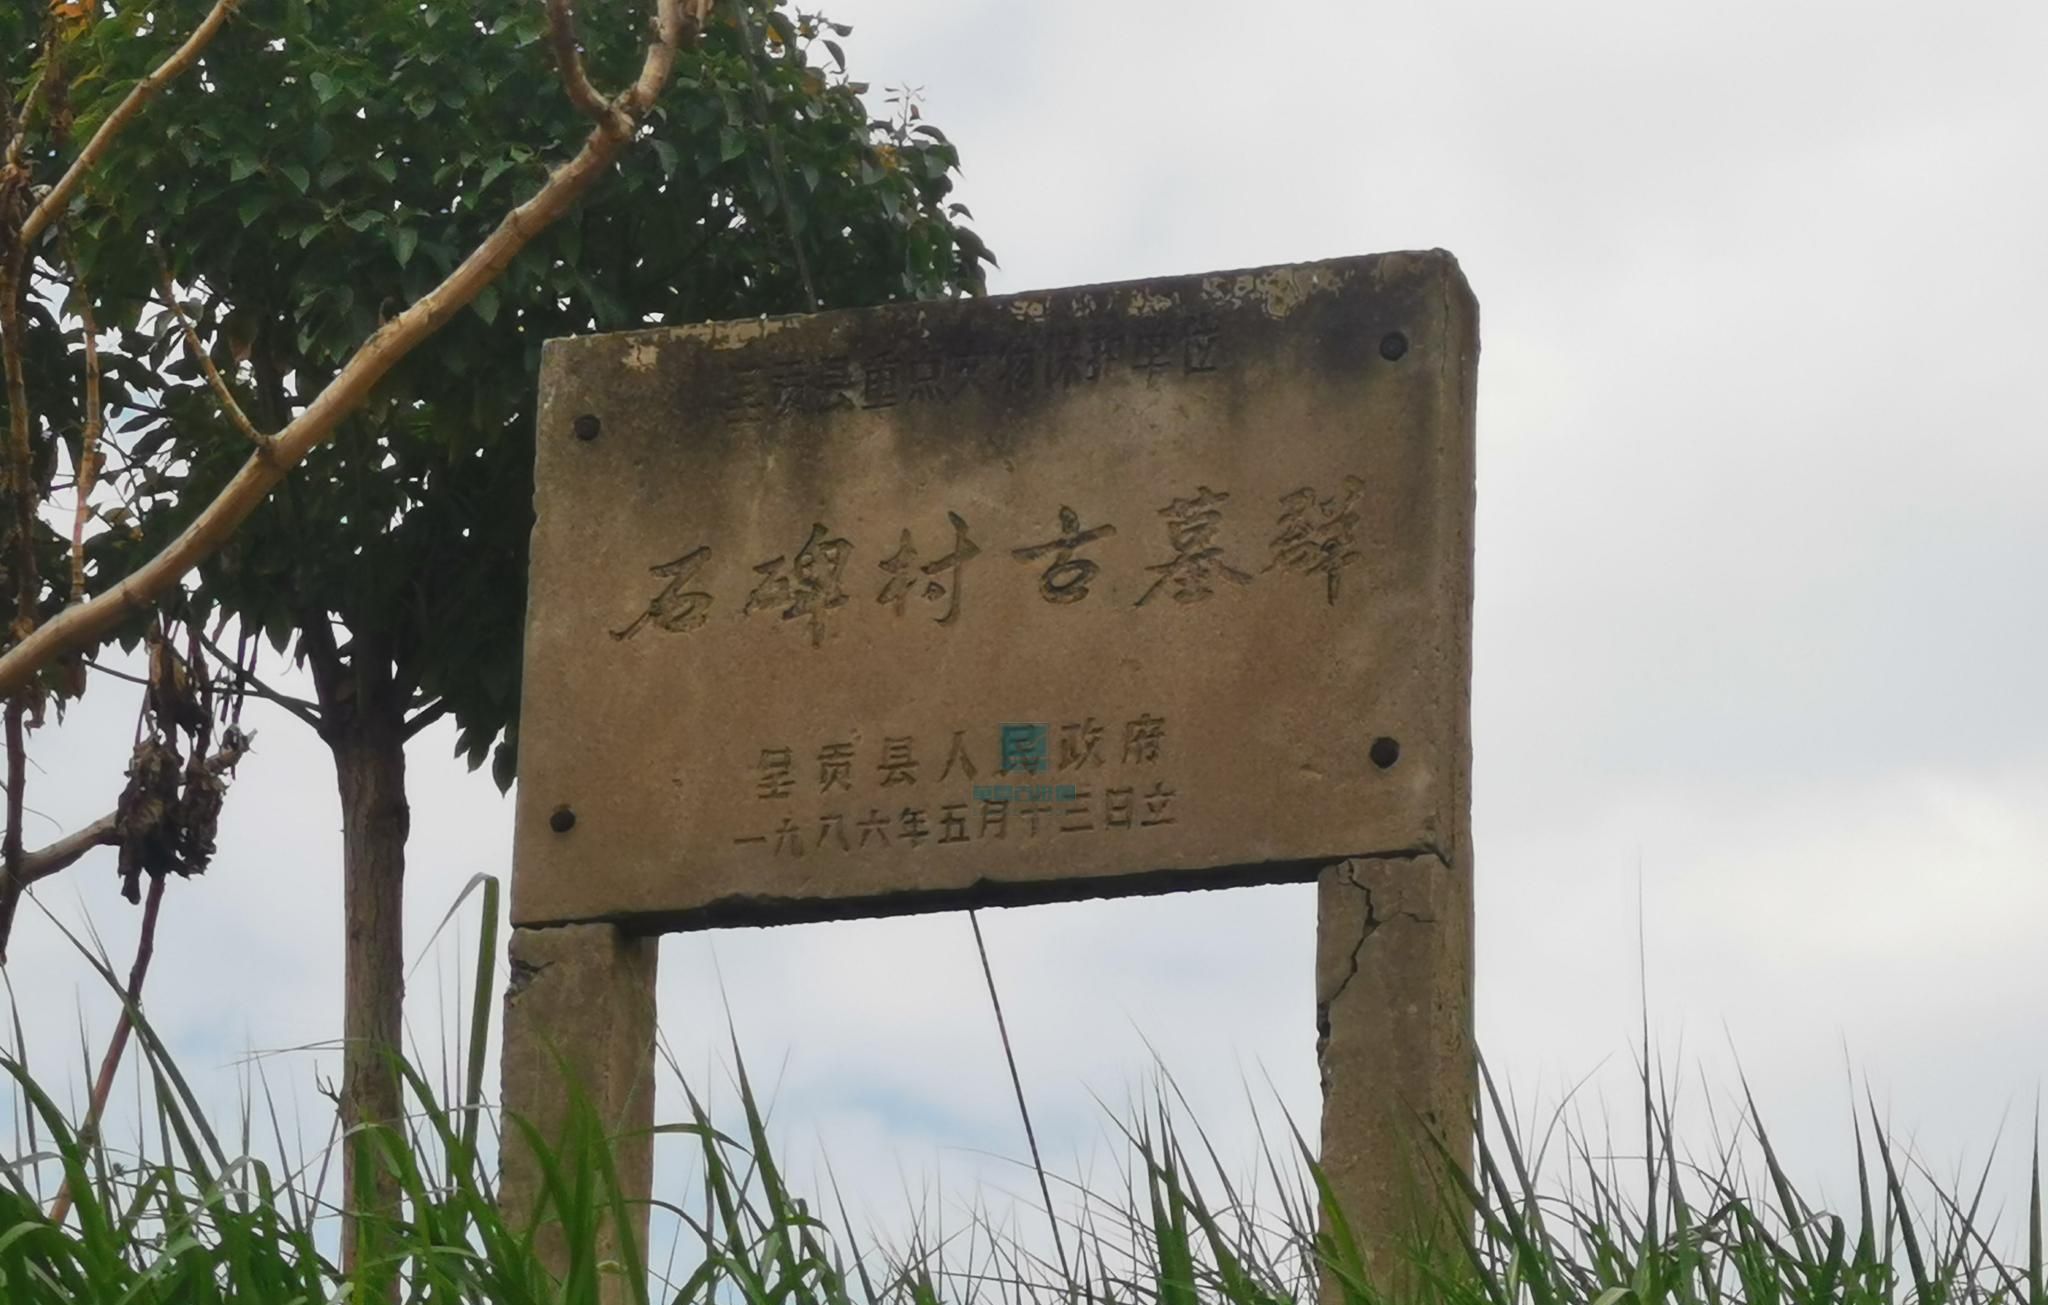 呈贡县重点文物保护单位
石碑村古墓群
呈贡县人民政府
一九八六年五月十三日立